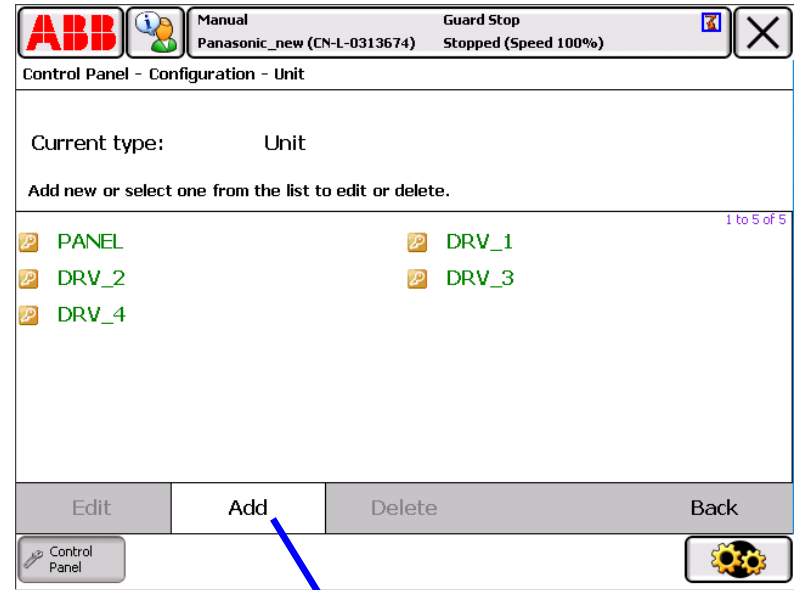 ABB
Manual
Guard Stop
Panasonic_new (CN-L-0313674)
Stopped (Speed 100%)
Control Panel - Configuration - Unit
Current type:
Unit
Add new or select one from the list to edit or delete.
1 to 5 of 5
PANEL
DRV_1
DRV_2
DRV_3
DRV_4
Edit
Add
Delete
Back
Control
Panel